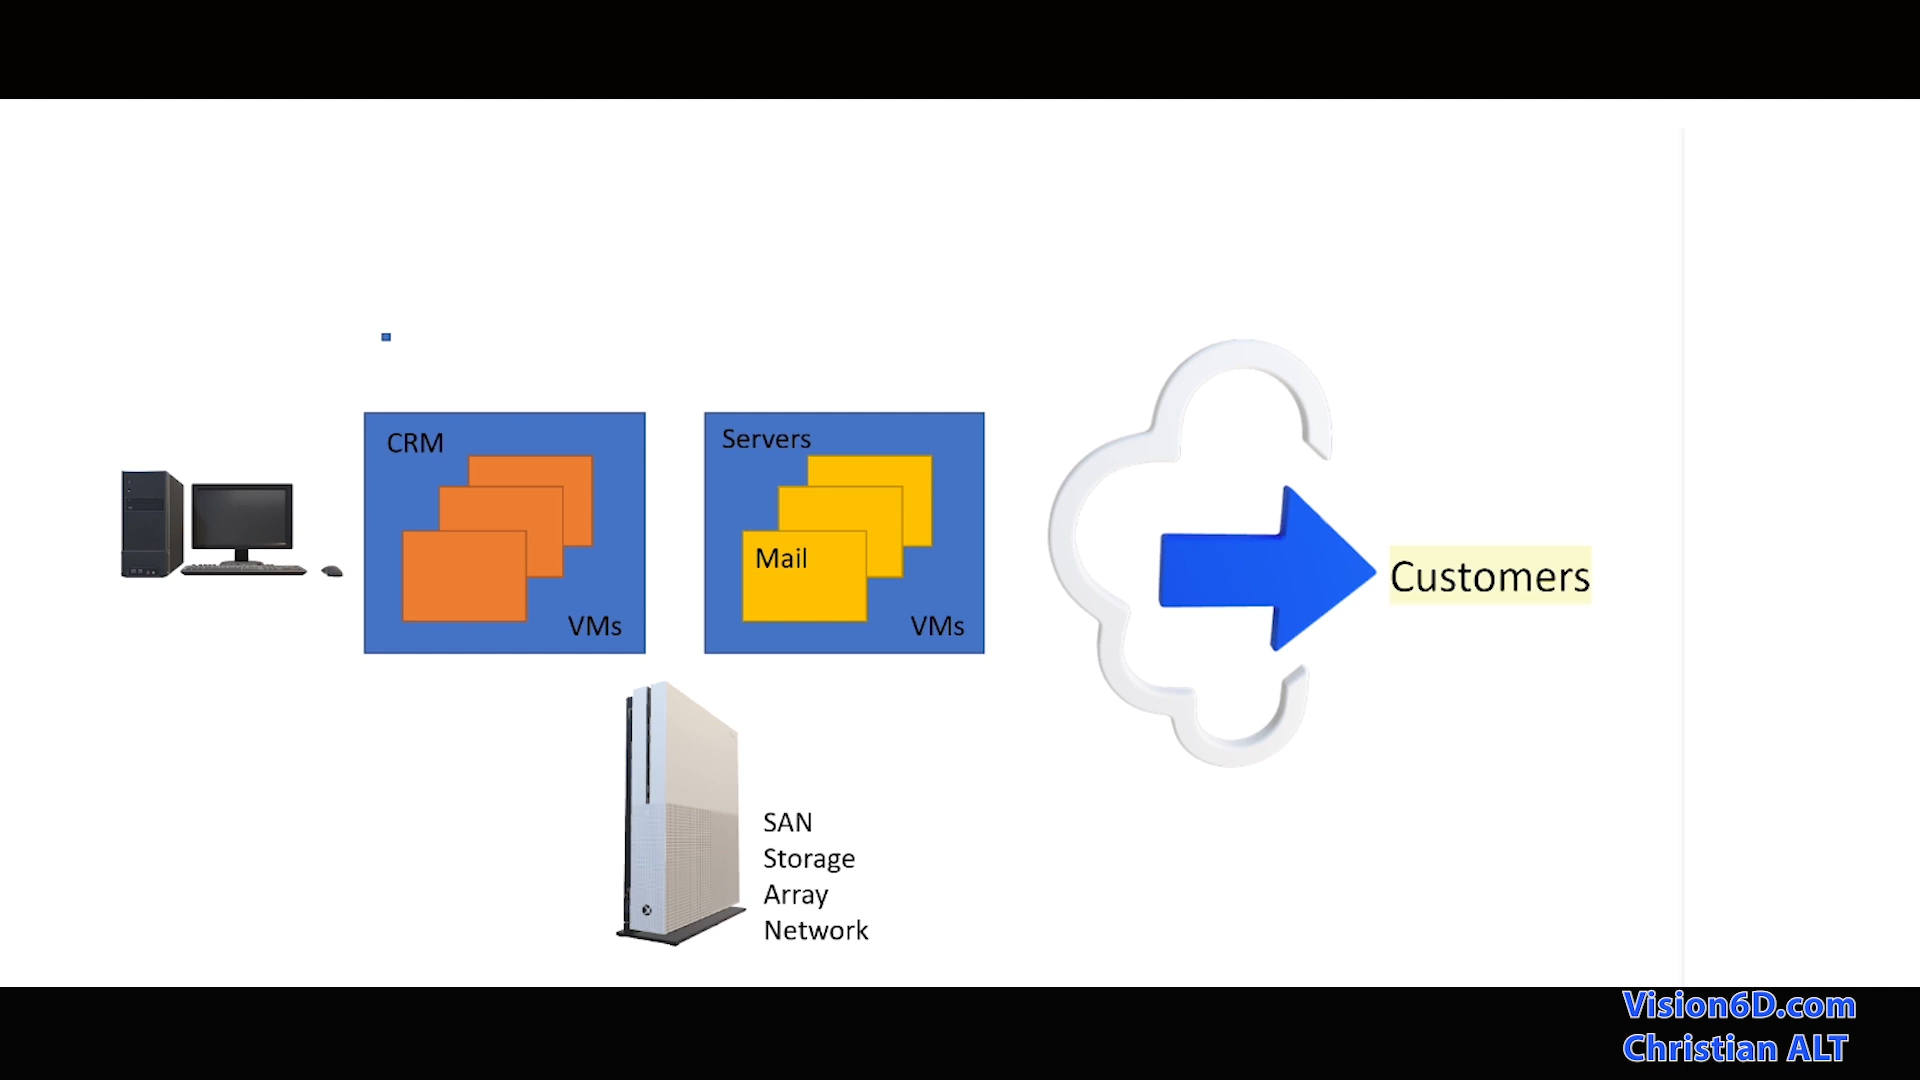 CRM
VMs
Servers
Mail
VMs
Customers
SAN
Storage
Array
Network
Vision6D.com
Christian ALT